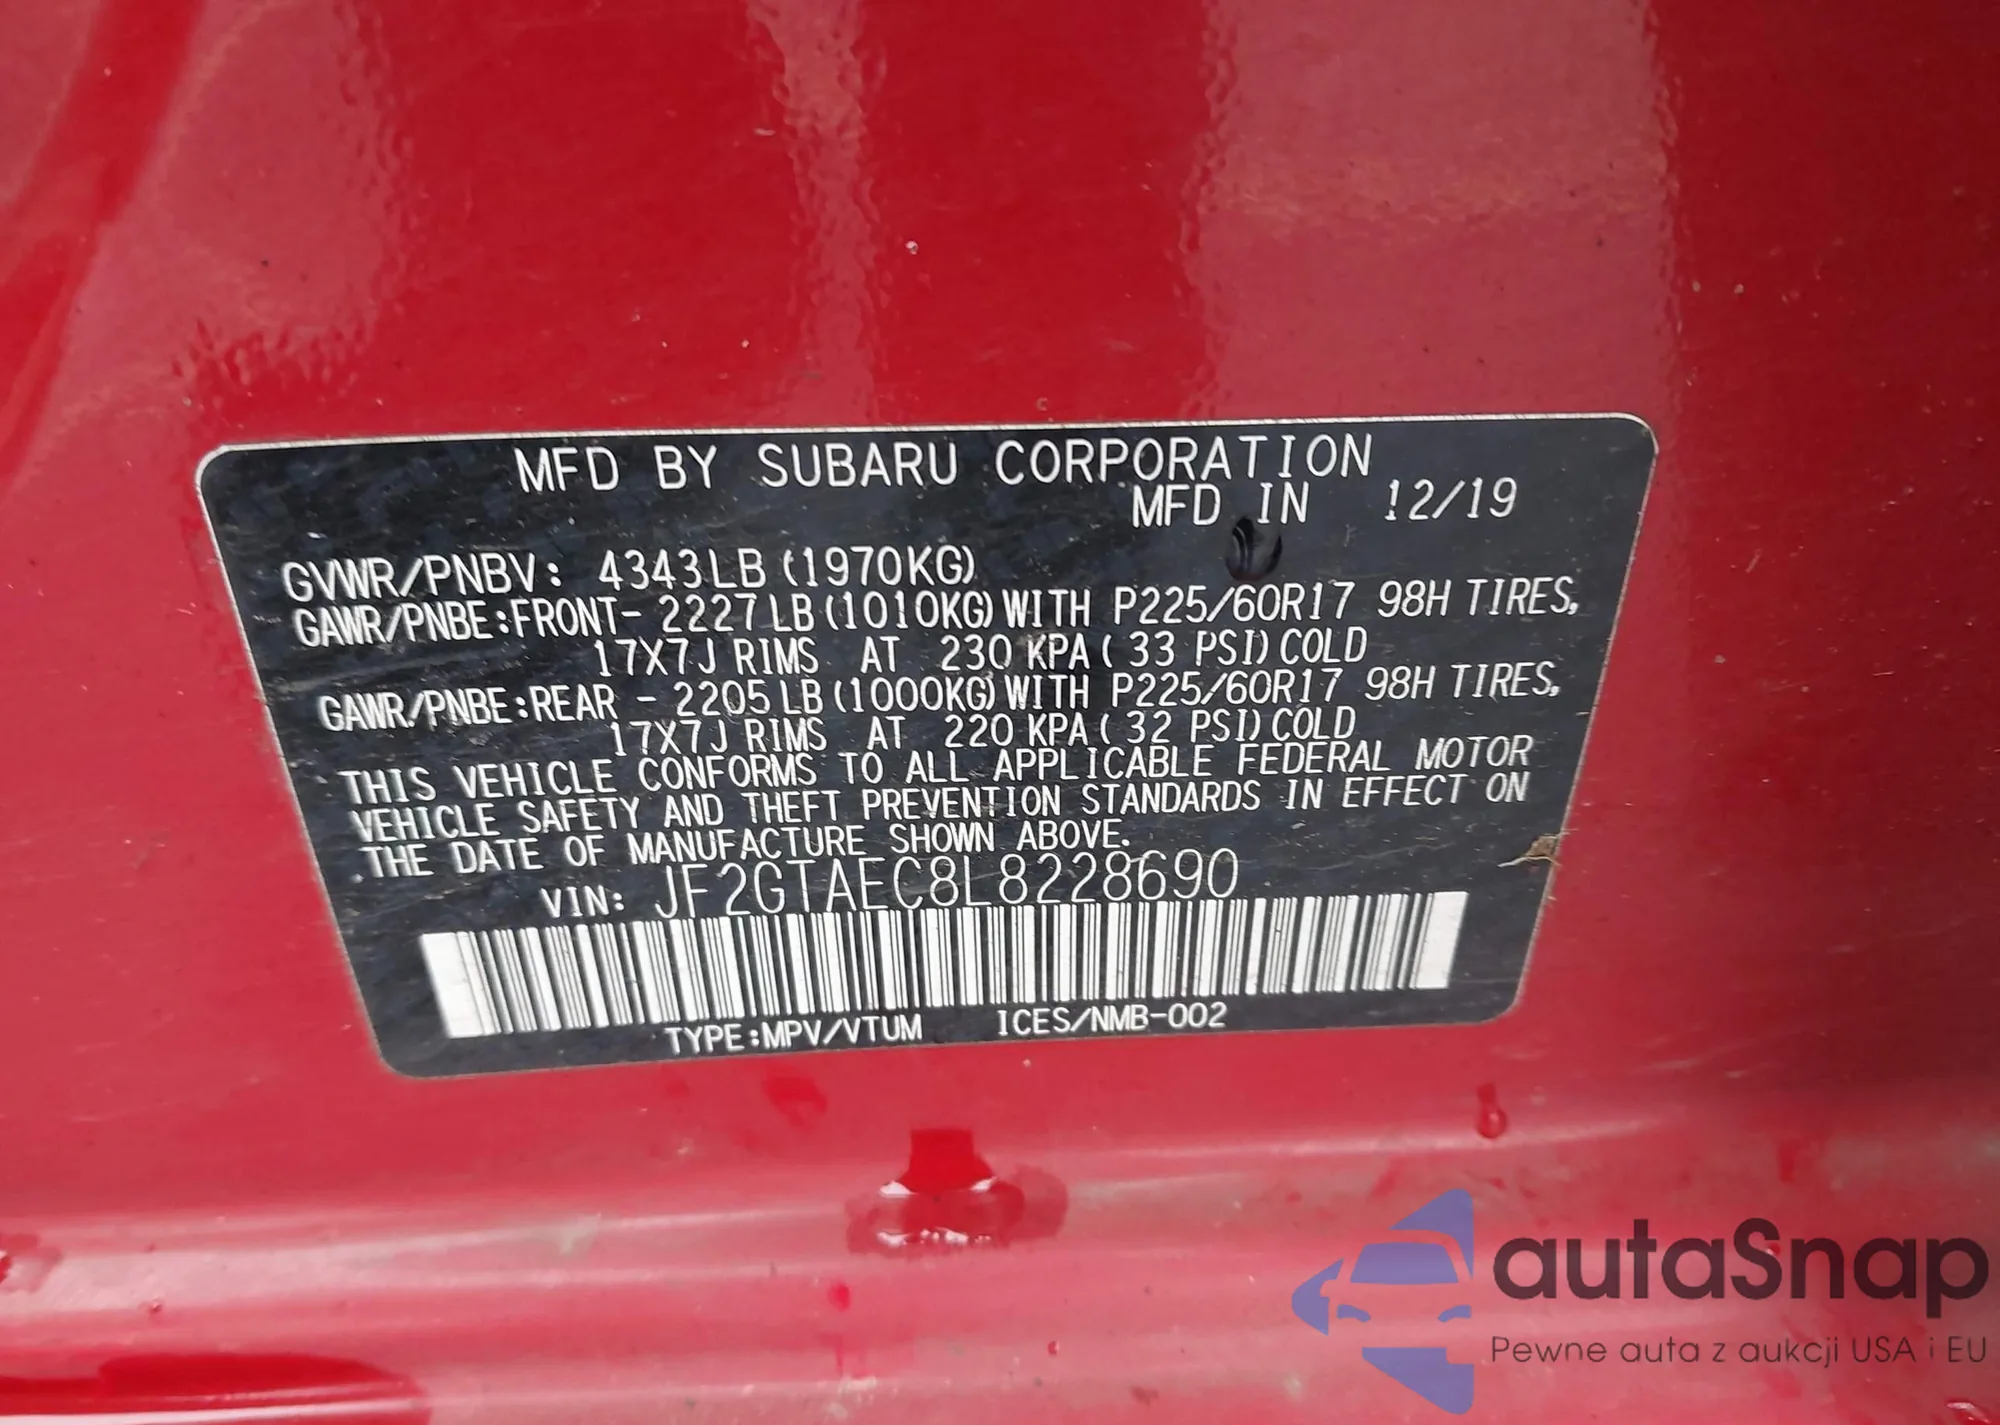 MFD BY SUBARU CORPORATION
MFD IN 12/19
GVWR/PNBV: 4343LB (1970KG)
GAWR/PNBE:FRONT- 2227 LB (1010KG) WITH P225/60R17 98H TIRES,
17X7J RIMS AT 230 KPA ( 33 PSI) COLD
GAWR/PNBE:REAR - 2205 LB (1000KG) WITH P225/60R17 98H TIRES,
17X7J RIMS AT 220 KPA ( 32 PSI) COLD
THIS VEHICLE CONFORMS TO ALL APPLICABLE FEDERAL MOTOR
VEHICLE SAFETY AND THEFT PREVENTION STANDARDS IN EFFECT ON
THE DATE OF MANUFACTURE SHOWN ABOVE.
VIN: JF2GTAEC8L8228690
TYPE:MPV/VTUM ICES/NMB-002
autaSnap
Pewne auta z aukcji USA i EU